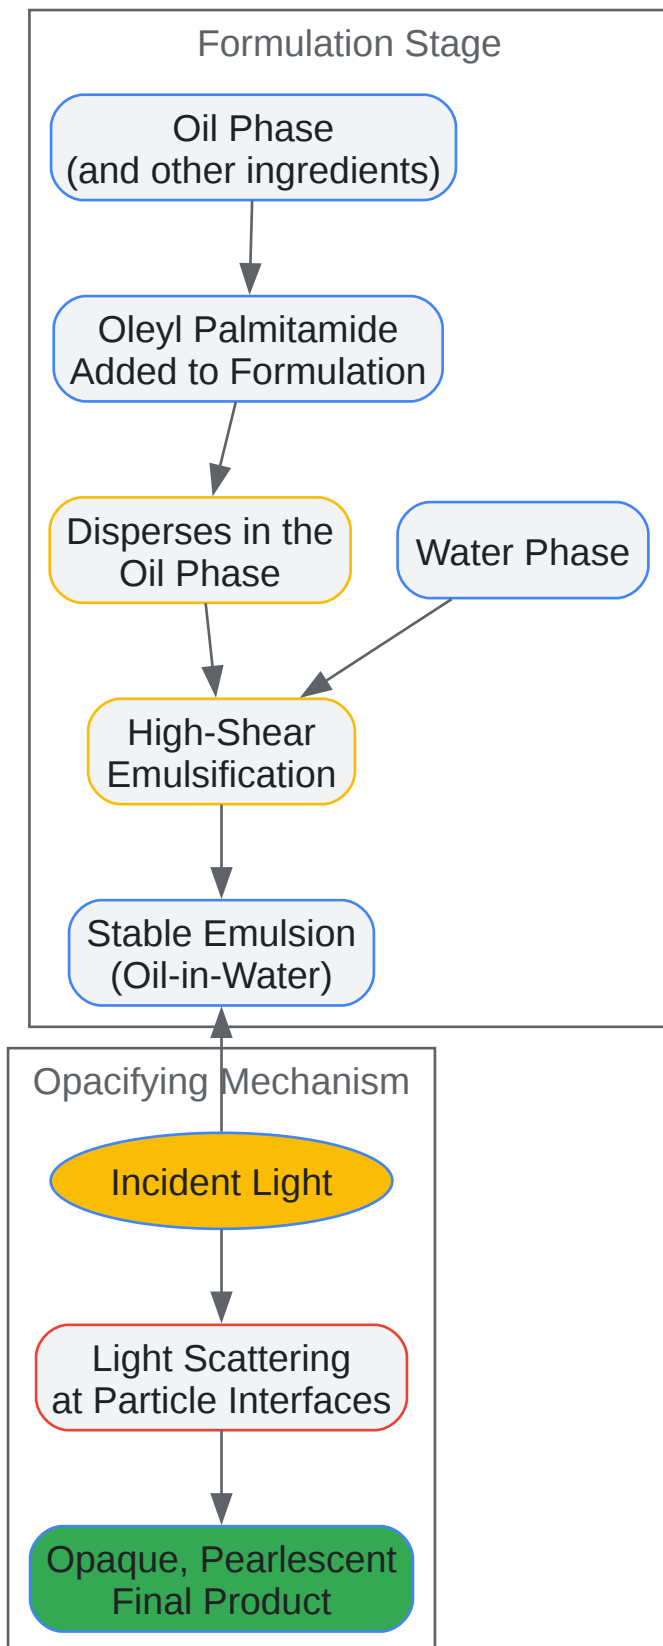 Formulation Stage
Oil Phase
(and other ingredients)
Oleyl Palmitamide
Added to Formulation
Disperses in the
Oil Phase
Water Phase
High-Shear
Emulsification
Stable Emulsion
(Oil-in-Water)
Opacifying Mechanism
Incident Light
Light Scattering
at Particle Interfaces
Opaque, Pearlescent
Final Product